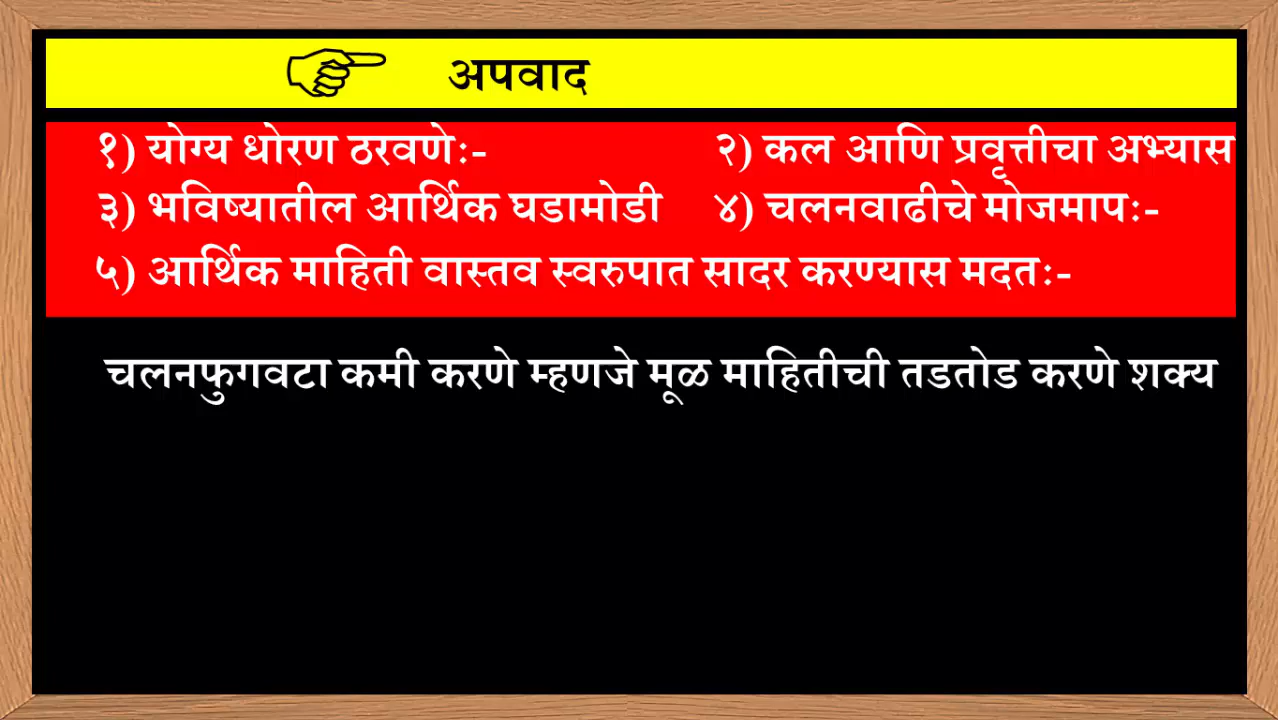 अपवाद
१) योग्य धोरण ठरवणेः- २) कल आणि प्रवृत्तीचा अभ्यास
३) भविष्यातील आर्थिक घडामोडी ४) चलनवाढीचे मोजमापः-
५) आर्थिक माहिती वास्तव स्वरुपात सादर करण्यास मदतः-
चलनफुगवटा कमी करणे म्हणजे मूळ माहितीची तडतोड करणे शक्य